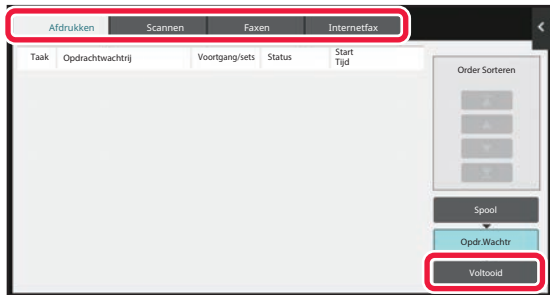 Afdrukken Scannen Faxen Internetfax
Taak Opdrachtwachtrij Voortgang/sets Status Start
Tijd
Order Sorteren
Spool
Opdr.Wachtr
Voltooid